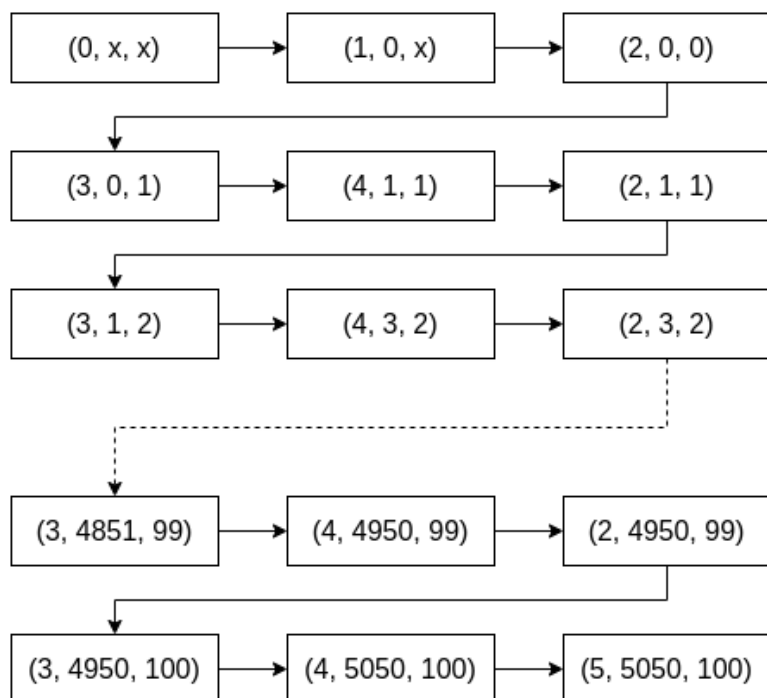 (0, x, x) (1, 0, x) (2, 0, 0)
(3, 0, 1) (4, 1, 1) (2, 1, 1)
(3, 1, 2) (4, 3, 2) (2, 3, 2)
(3, 4851, 99) (4, 4950, 99) (2, 4950, 99)
(3, 4950, 100) (4, 5050, 100) (5, 5050, 100)